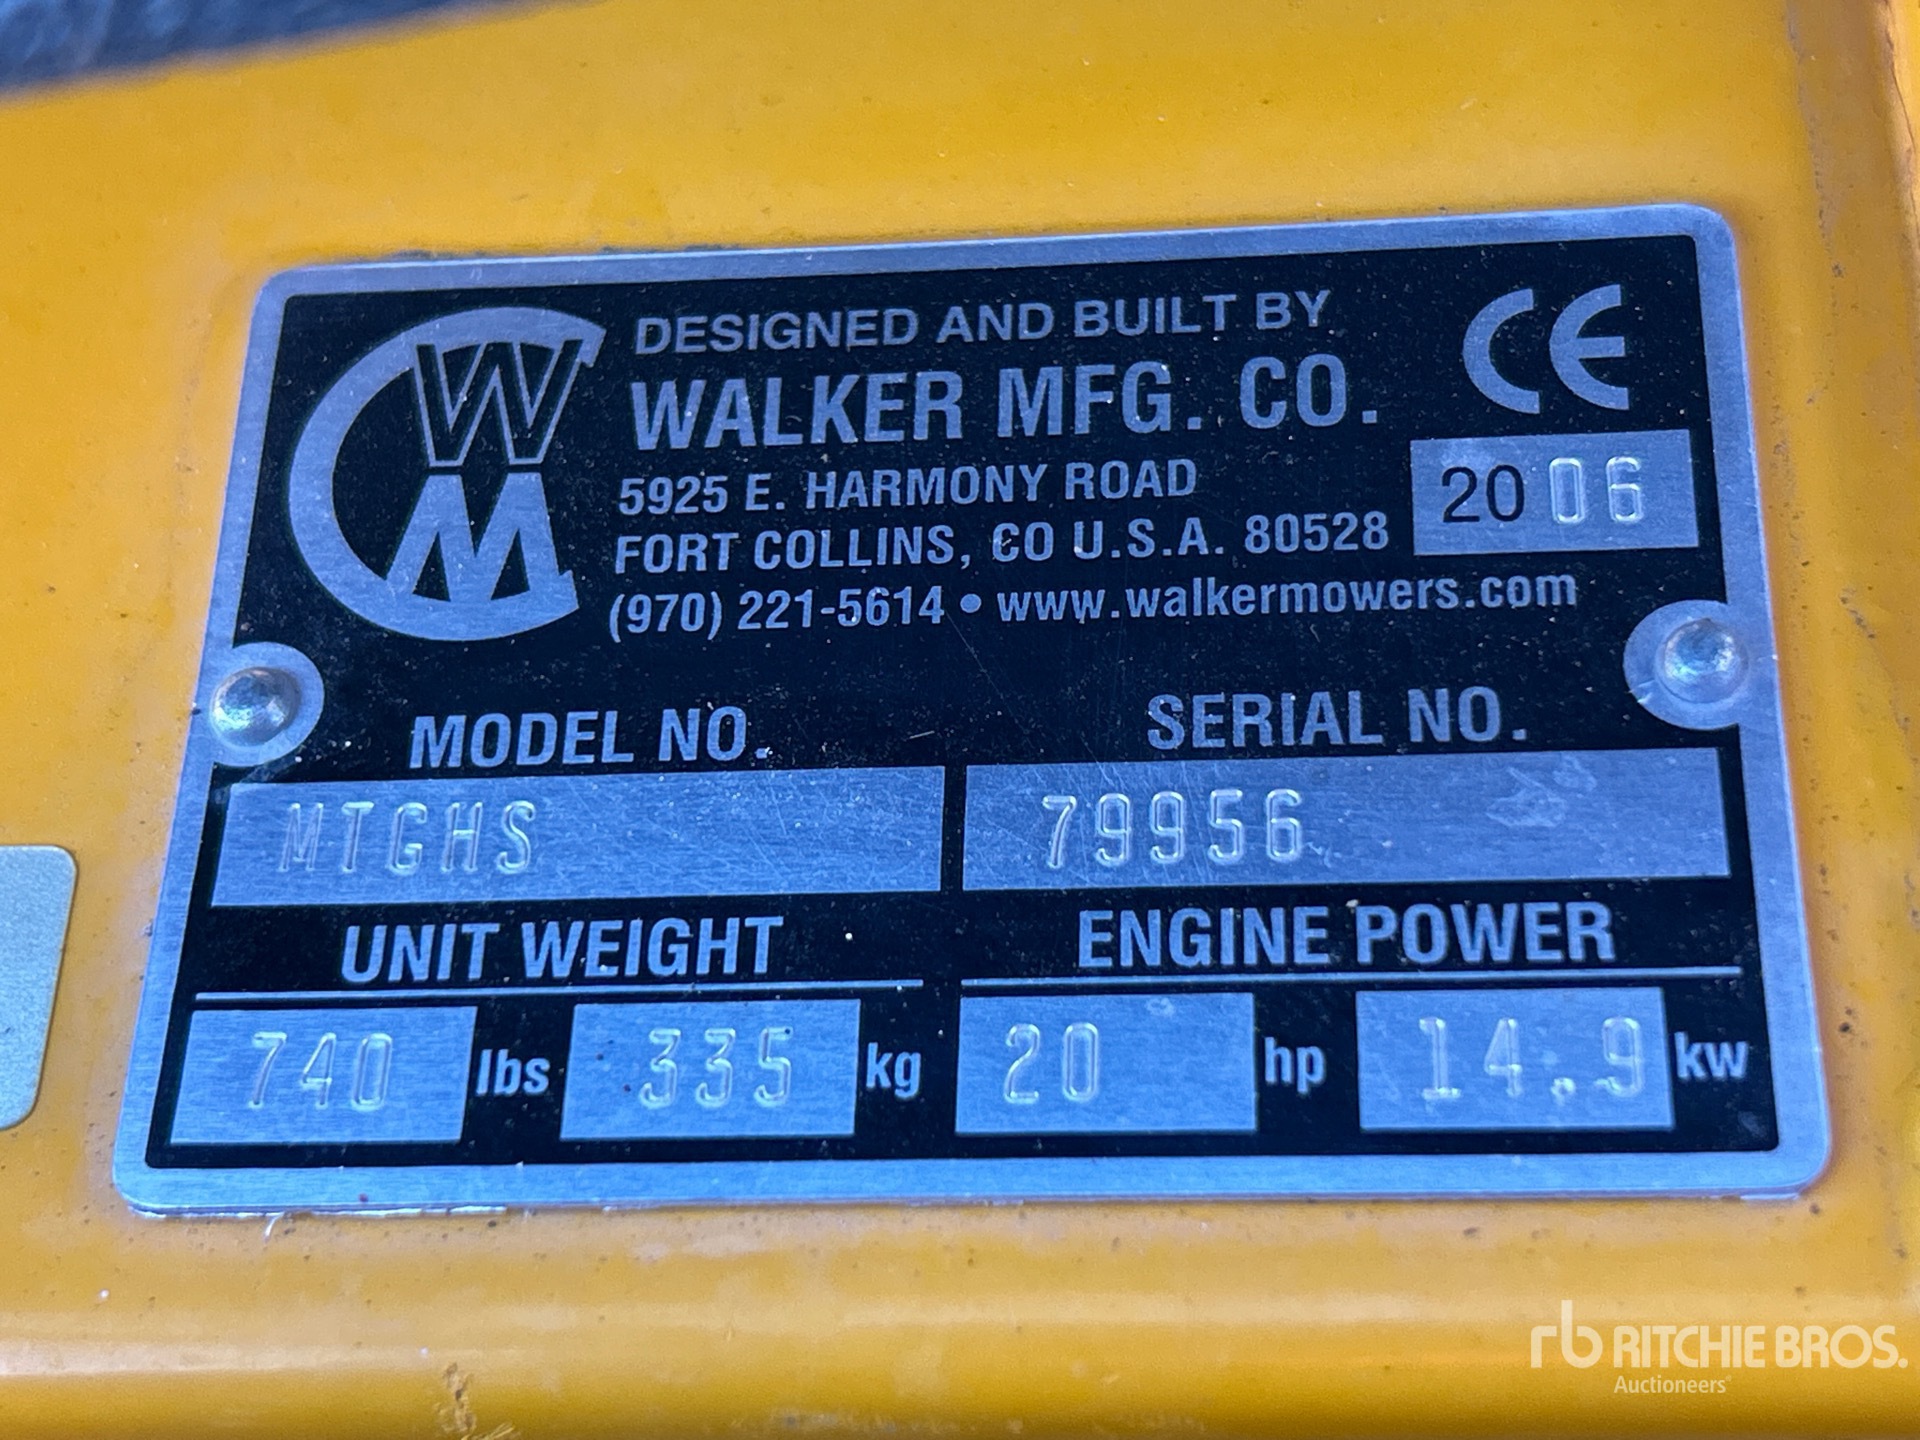 WM
DESIGNED AND BUILT BY
WALKER MFG. CO.
CE
5925 E. HARMONY ROAD
FORT COLLINS, CO U.S.A. 80528
2006
(970) 221-5614 • www.walkermowers.com
MODEL NO. SERIAL NO.
MTGHS 79956
UNIT WEIGHT ENGINE POWER
740 lbs 335 kg 20 hp 14.9 kw
rb RITCHIE BROS.
Auctioneers